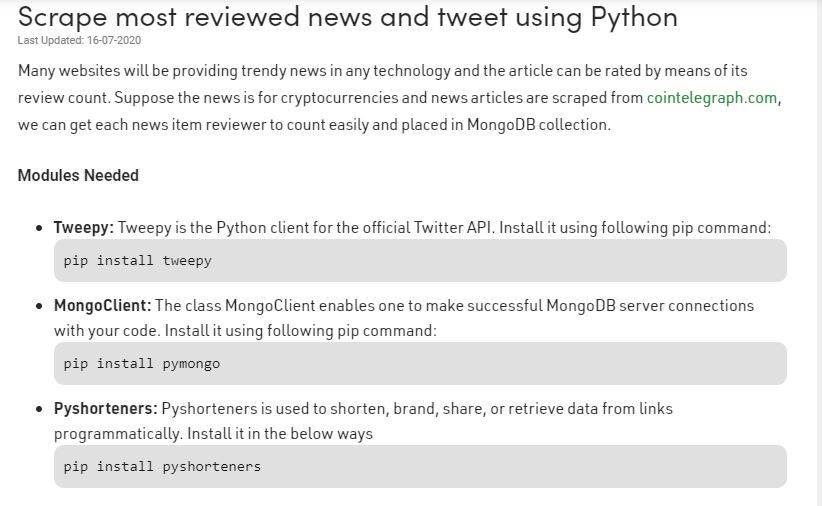 Scrape most reviewed news and tweet using Python
Last Updated: 16-07-2020
Many websites will be providing trendy news in any technology and the article can be rated by means of its
review count. Suppose the news is for cryptocurrencies and news articles are scraped from cointelegraph.com,
we can get each news item reviewer to count easily and placed in MongoDB collection.
Modules Needed
• Tweepy: Tweepy is the Python client for the official Twitter API. Install it using following pip command:
pip install tweepy
• MongoClient: The class MongoClient enables one to make successful MongoDB server connections
with your code. Install it using following pip command:
pip install pymongo
• Pyshorteners: Pyshorteners is used to shorten, brand, share, or retrieve data from links
programmatically. Install it in the below ways
pip install pyshorteners